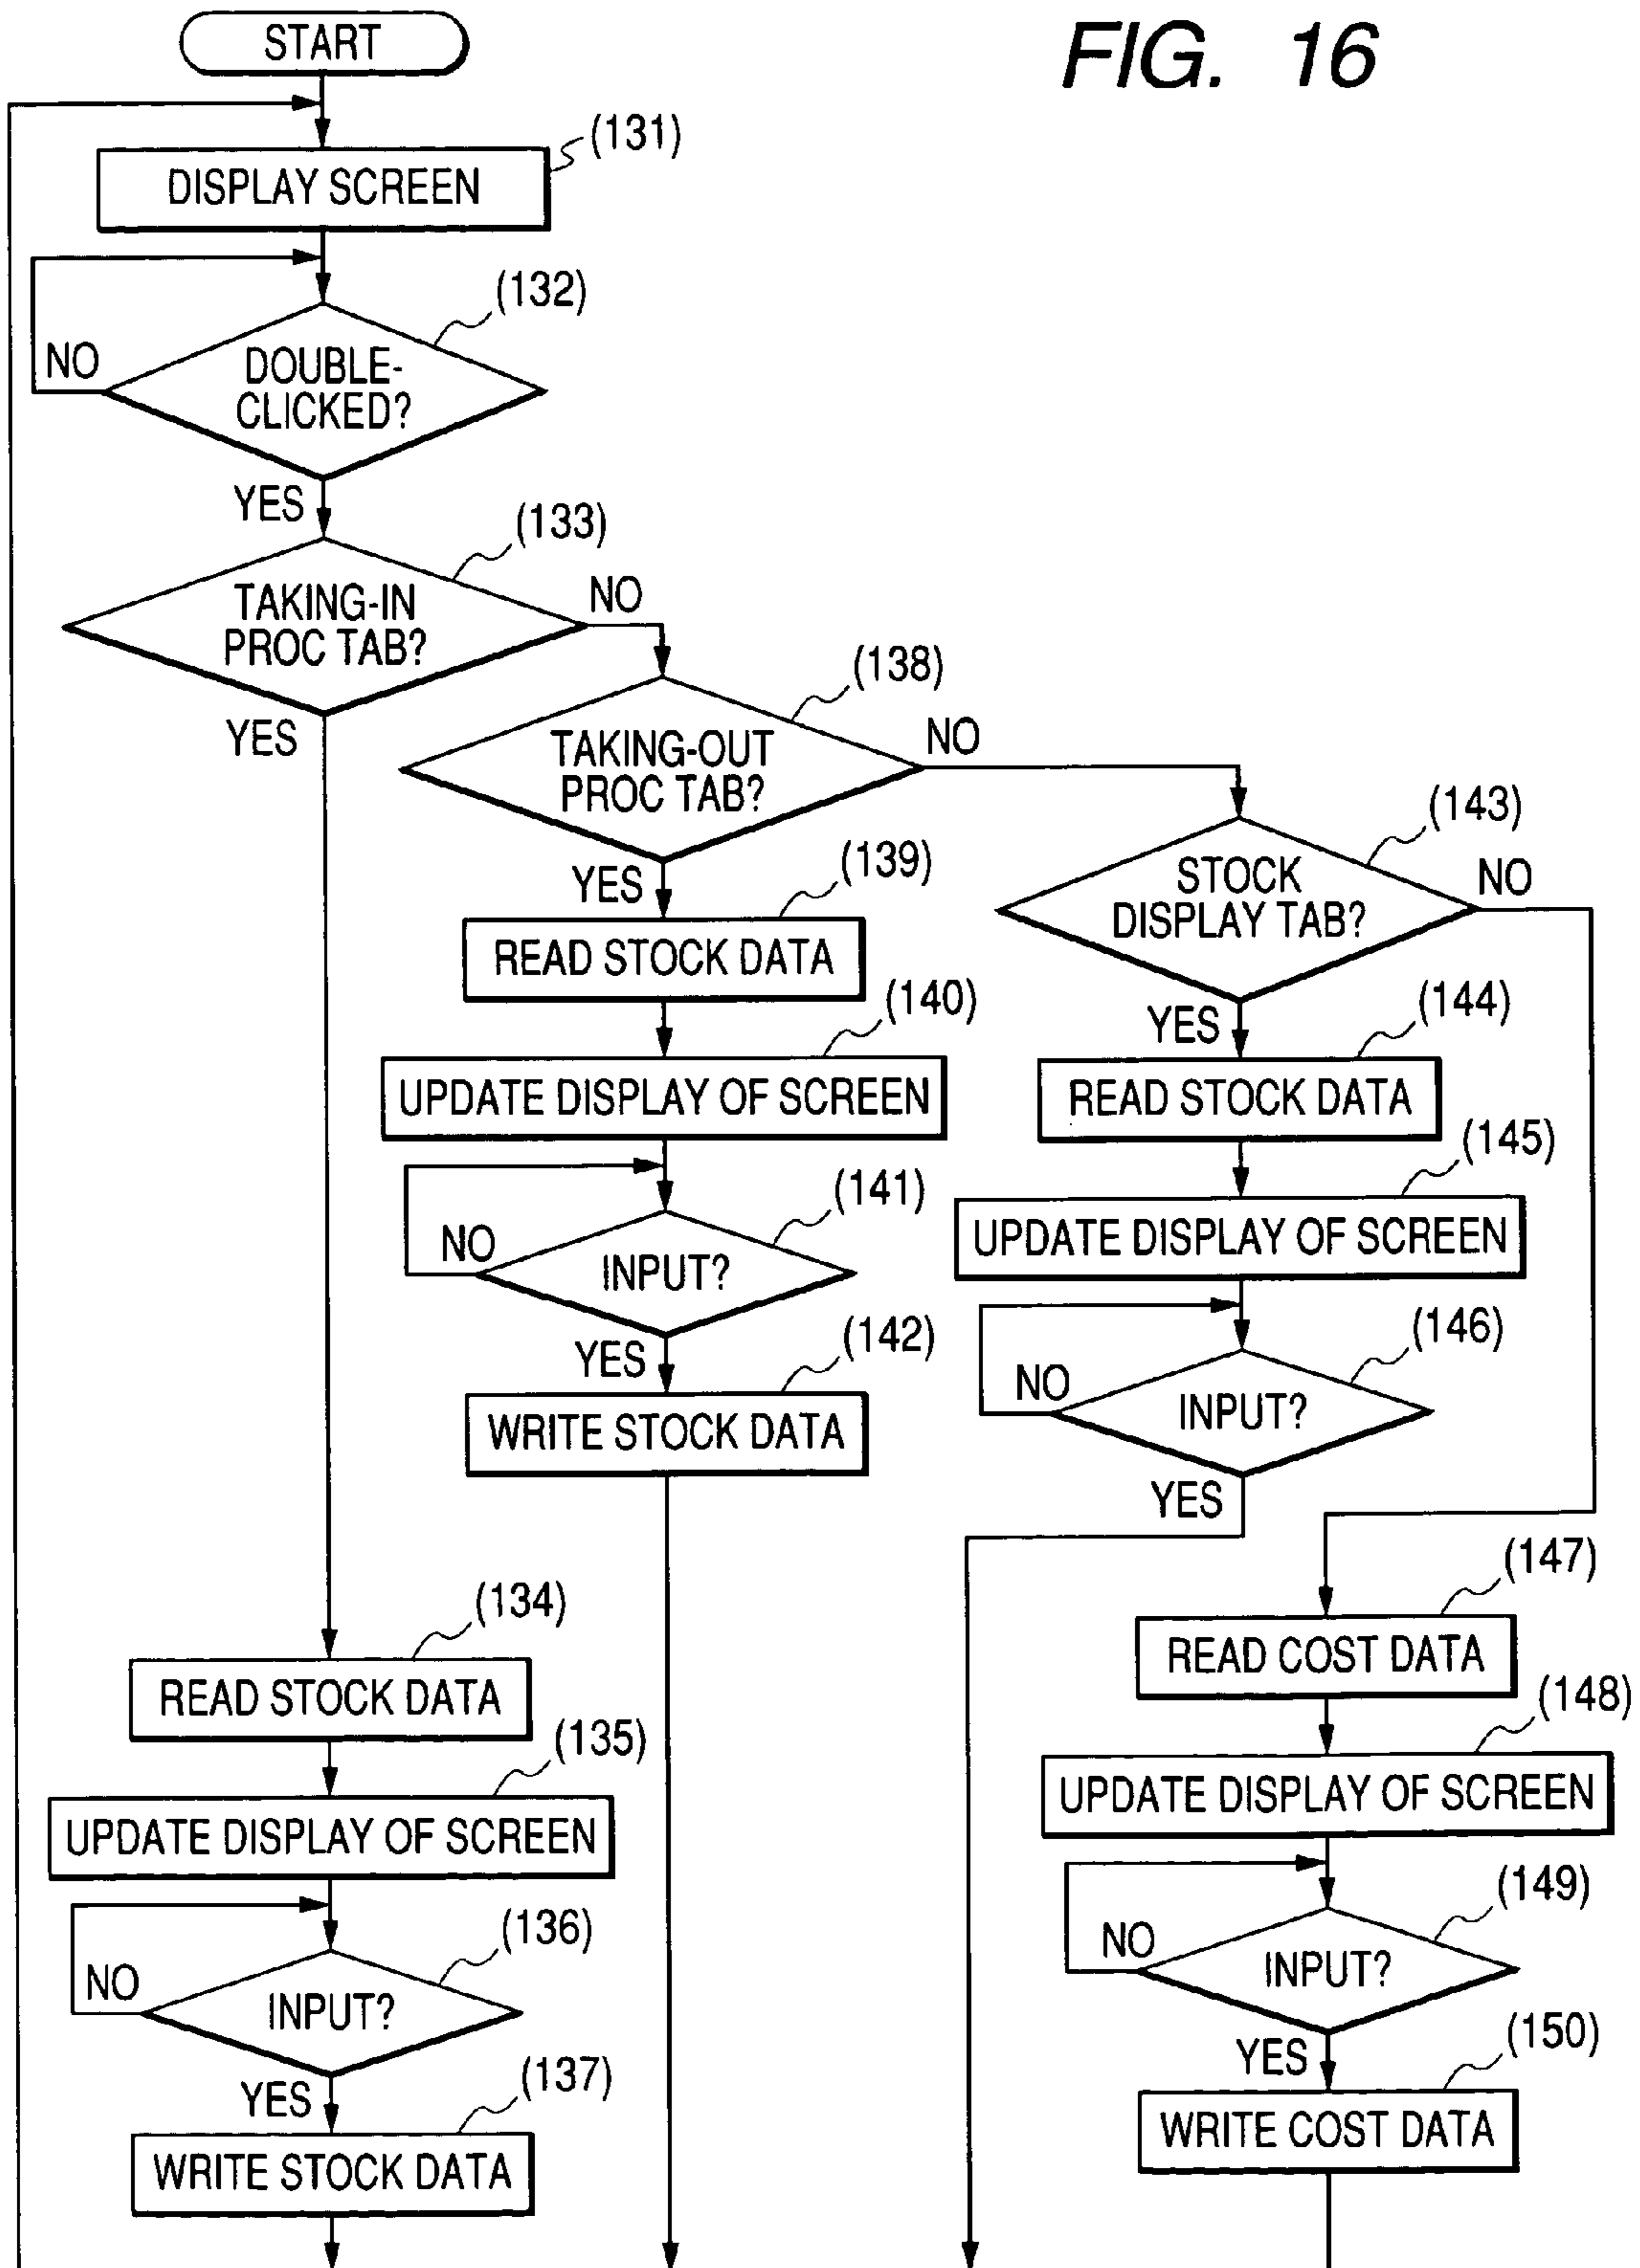 FIG. 16
START
(131)
DISPLAY SCREEN
(132)
NO
DOUBLE-
CLICKED?
YES
(133)
TAKING-IN
PROC TAB?
NO
YES
(138)
TAKING-OUT
PROC TAB?
NO
YES
(139)
READ STOCK DATA
(140)
UPDATE DISPLAY OF SCREEN
(141)
NO
INPUT?
YES
(142)
WRITE STOCK DATA
(143)
STOCK
DISPLAY TAB?
NO
YES
(144)
READ STOCK DATA
(145)
UPDATE DISPLAY OF SCREEN
(146)
NO
INPUT?
YES
(134)
READ STOCK DATA
(135)
UPDATE DISPLAY OF SCREEN
(136)
NO
INPUT?
YES
(137)
WRITE STOCK DATA
(147)
READ COST DATA
(148)
UPDATE DISPLAY OF SCREEN
(149)
NO
INPUT?
YES
(150)
WRITE COST DATA